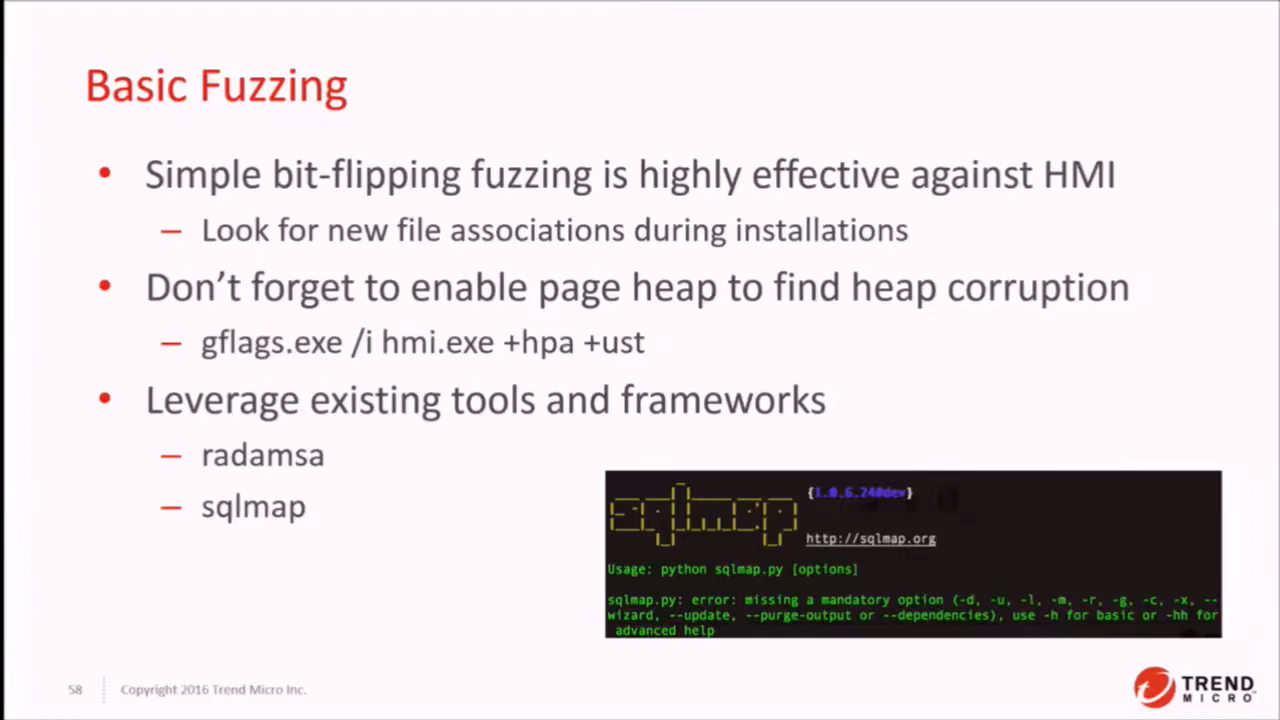 Basic Fuzzing
• Simple bit-flipping fuzzing is highly effective against HMI
– Look for new file associations during installations
• Don't forget to enable page heap to find heap corruption
– gflags.exe /i hmi.exe +hpa +ust
• Leverage existing tools and frameworks
– radamsa
– sqlmap
sqlmap {1.0.6.24#dev}
http://sqlmap.org
Usage: python sqlmap.py [options]
sqlmap.py: error: missing a mandatory option (-d, -u, -l, -m, -r, -g, -c, -x, --
wizard, --update, --purge-output or --dependencies), use -h for basic or -hh for
advanced help
58 Copyright 2016 Trend Micro Inc.
TREND
MICRO